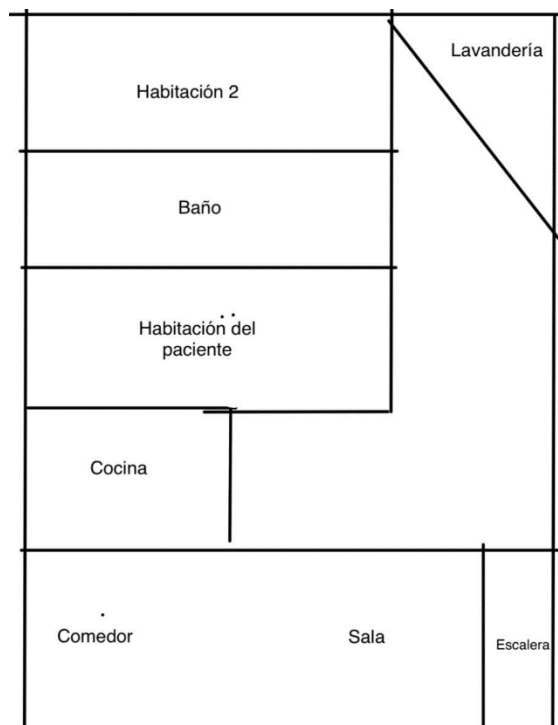 Lavandería
Habitación 2
Baño
Habitación del
paciente
Cocina
Comedor
Sala
Escalera